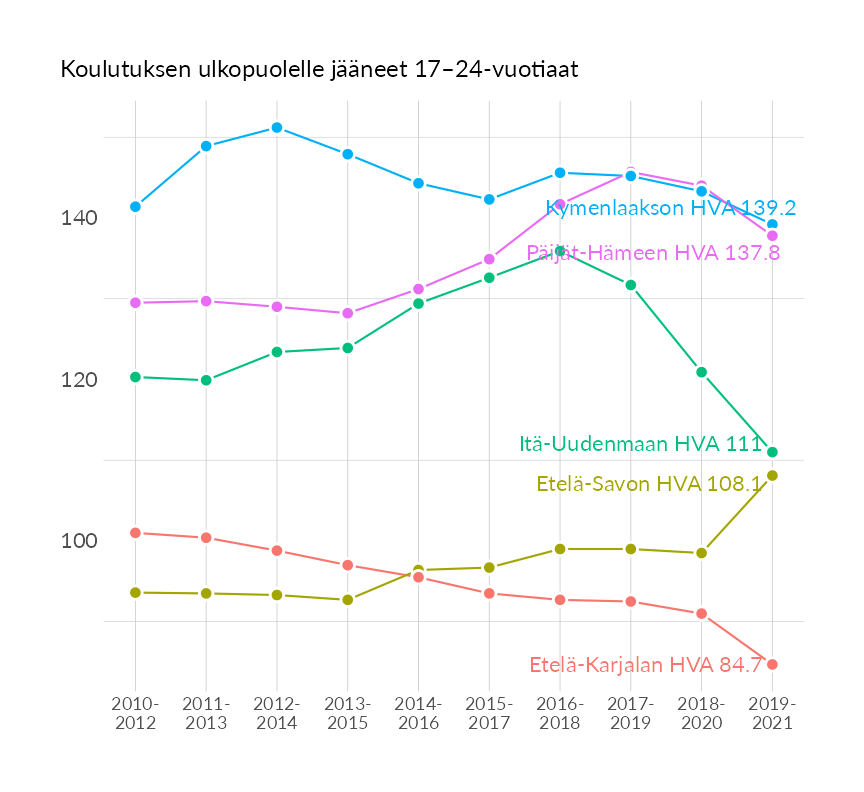 Koulutuksen ulkopuolelle jääneet 17–24-vuotiaat
140
120
100
Kymenlaakson HVA 139.2
Päijät-Hämeen HVA 137.8
Itä-Uudenmaan HVA 111
Etelä-Savon HVA 108.1
Etelä-Karjalan HVA 84.7
2010- 2011- 2012- 2013- 2014- 2015- 2016- 2017- 2018- 2019-
2012 2013 2014 2015 2016 2017 2018 2019 2020 2021